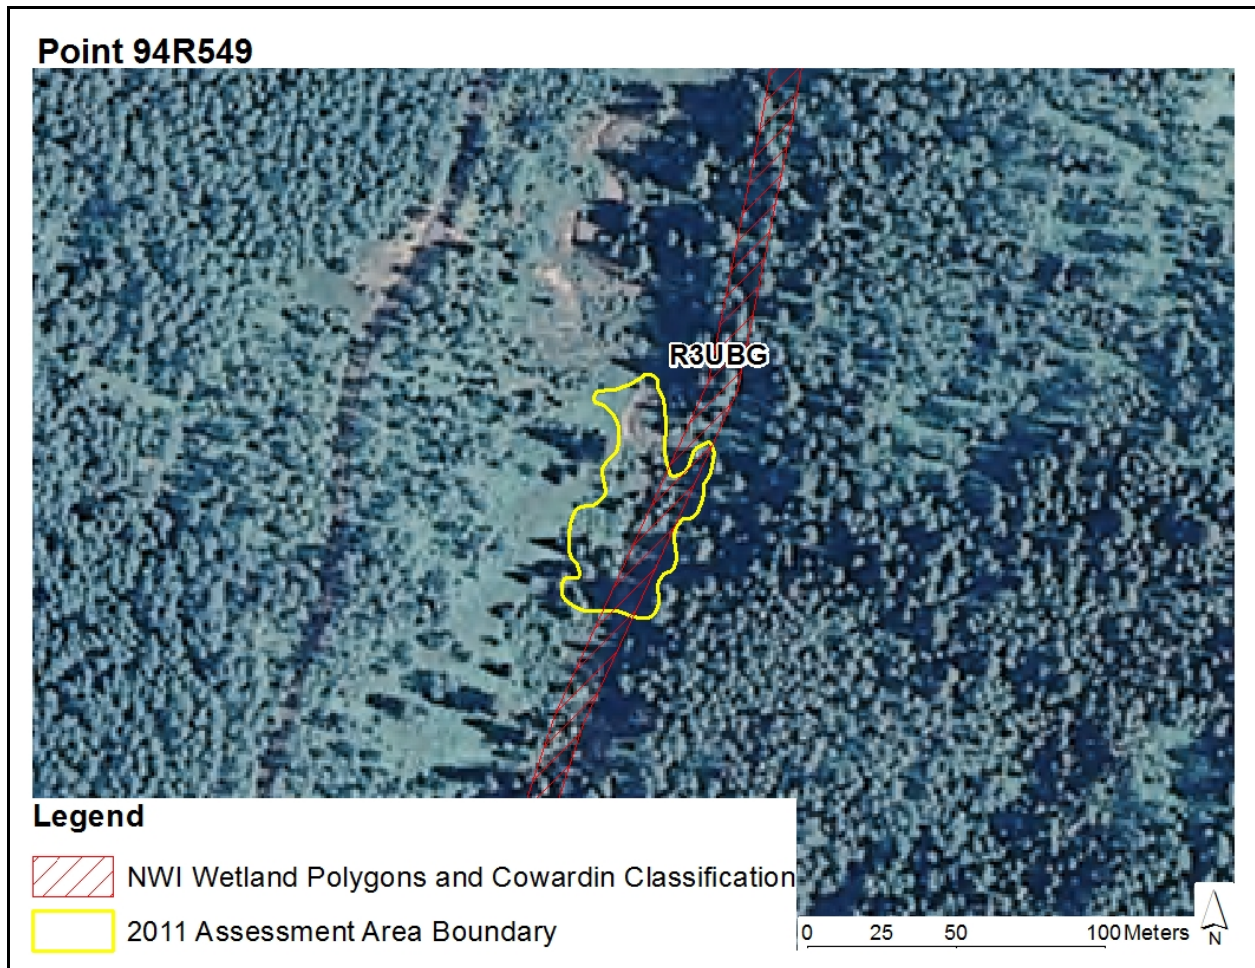 Point 94R549
R3UBG
Legend
NWI Wetland Polygons and Cowardin Classification
2011 Assessment Area Boundary
0 25 50 100 Meters
N